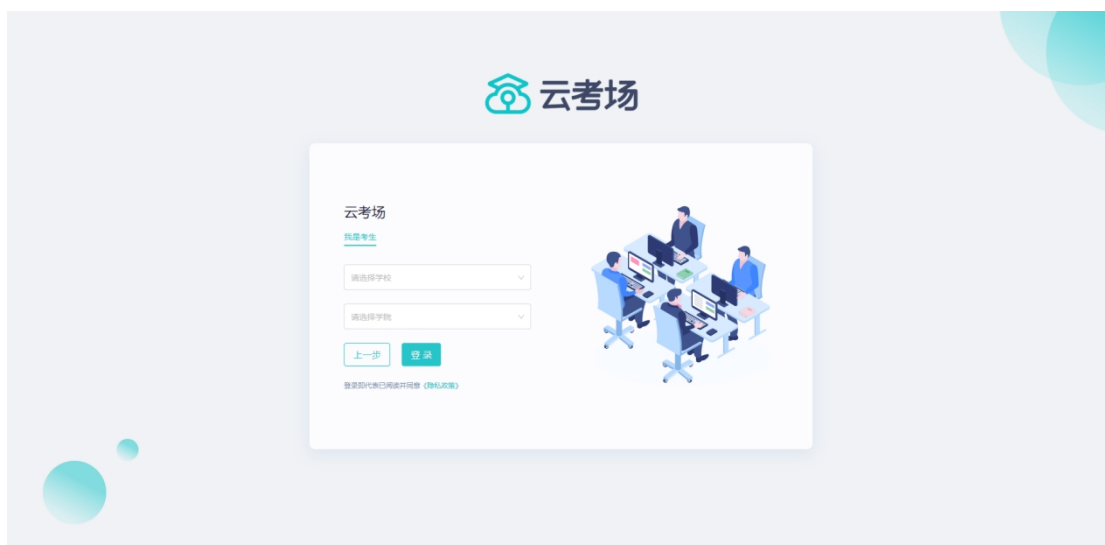 云考场
云考场
我是考生
请选择学校
请选择学院
上一步 登录
登录即代表已阅读并同意《隐私政策》